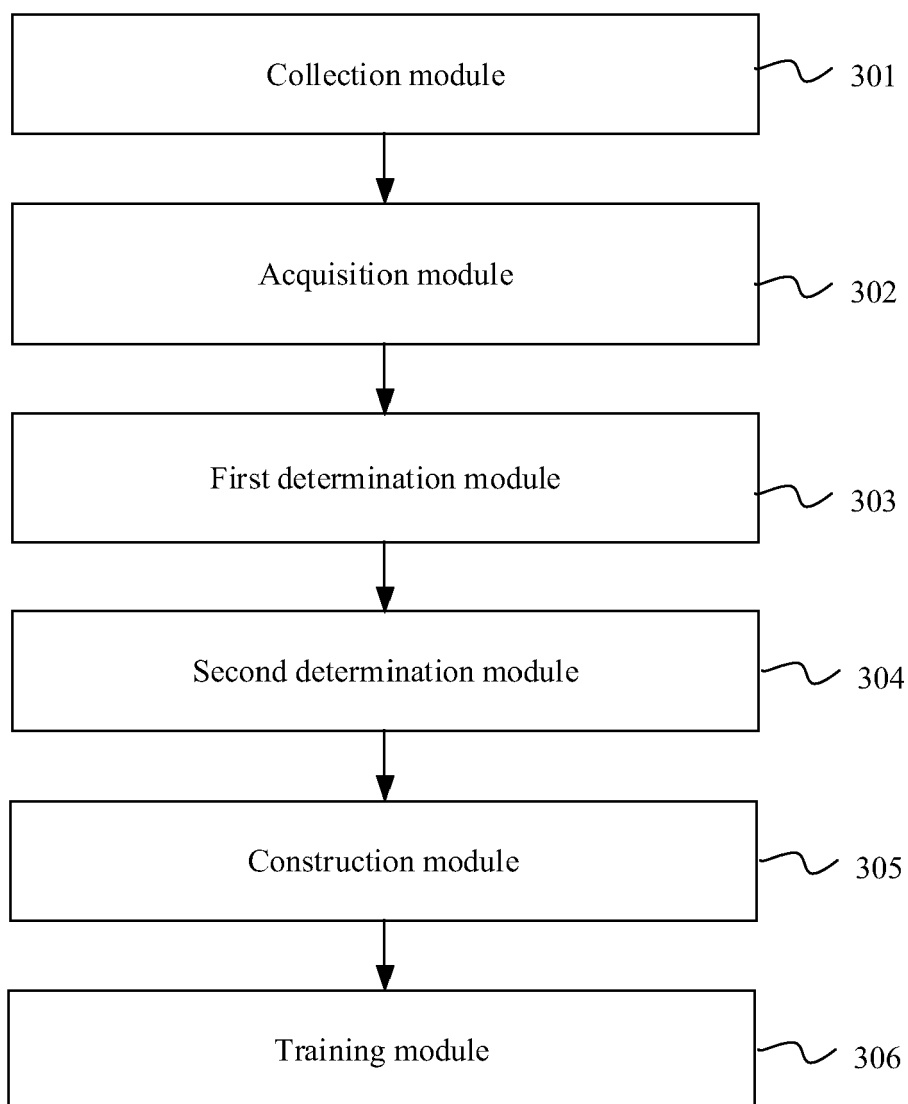 Collection module
301
Acquisition module
302
First determination module
303
Second determination module
304
Construction module
305
Training module
306